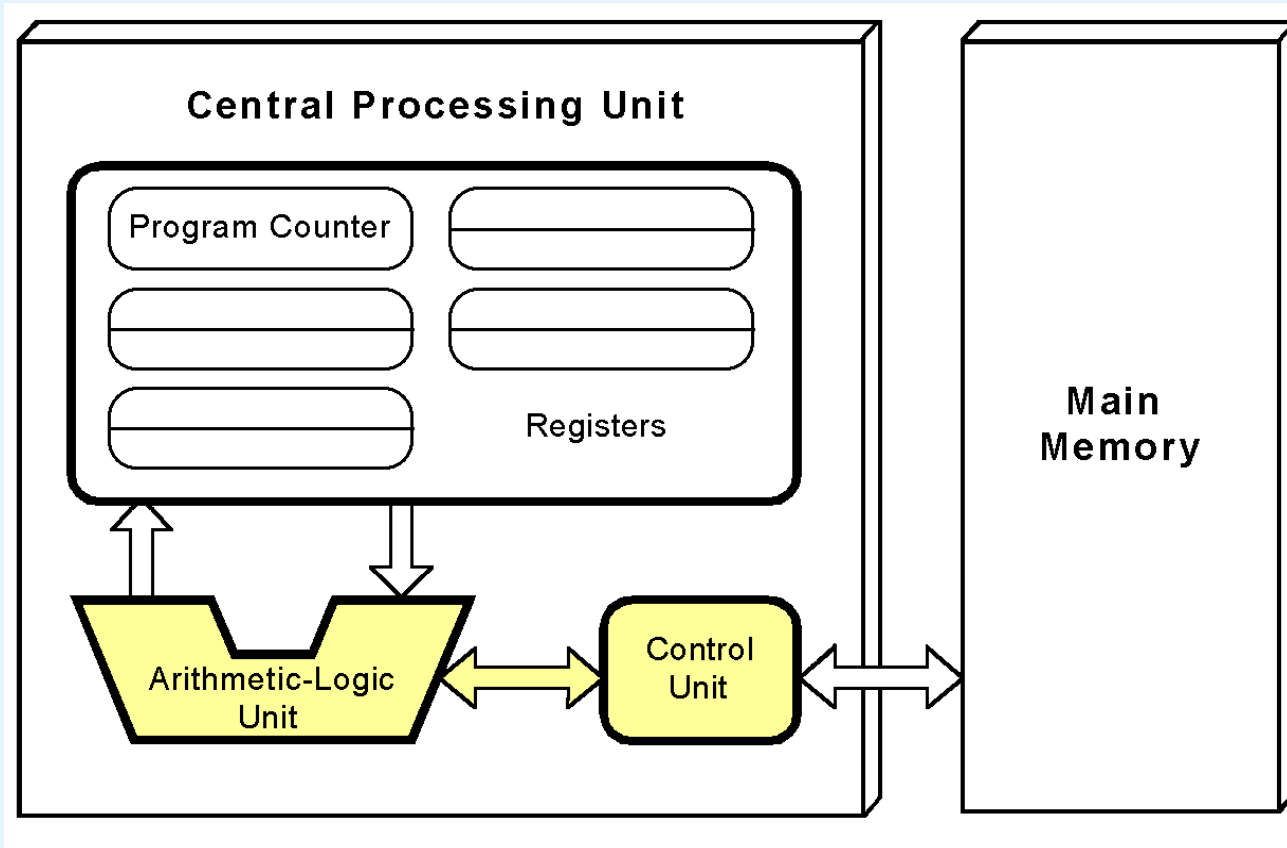 Central Processing Unit
Program Counter
Registers
Arithmetic-Logic
Unit
Control
Unit
Main
Memory